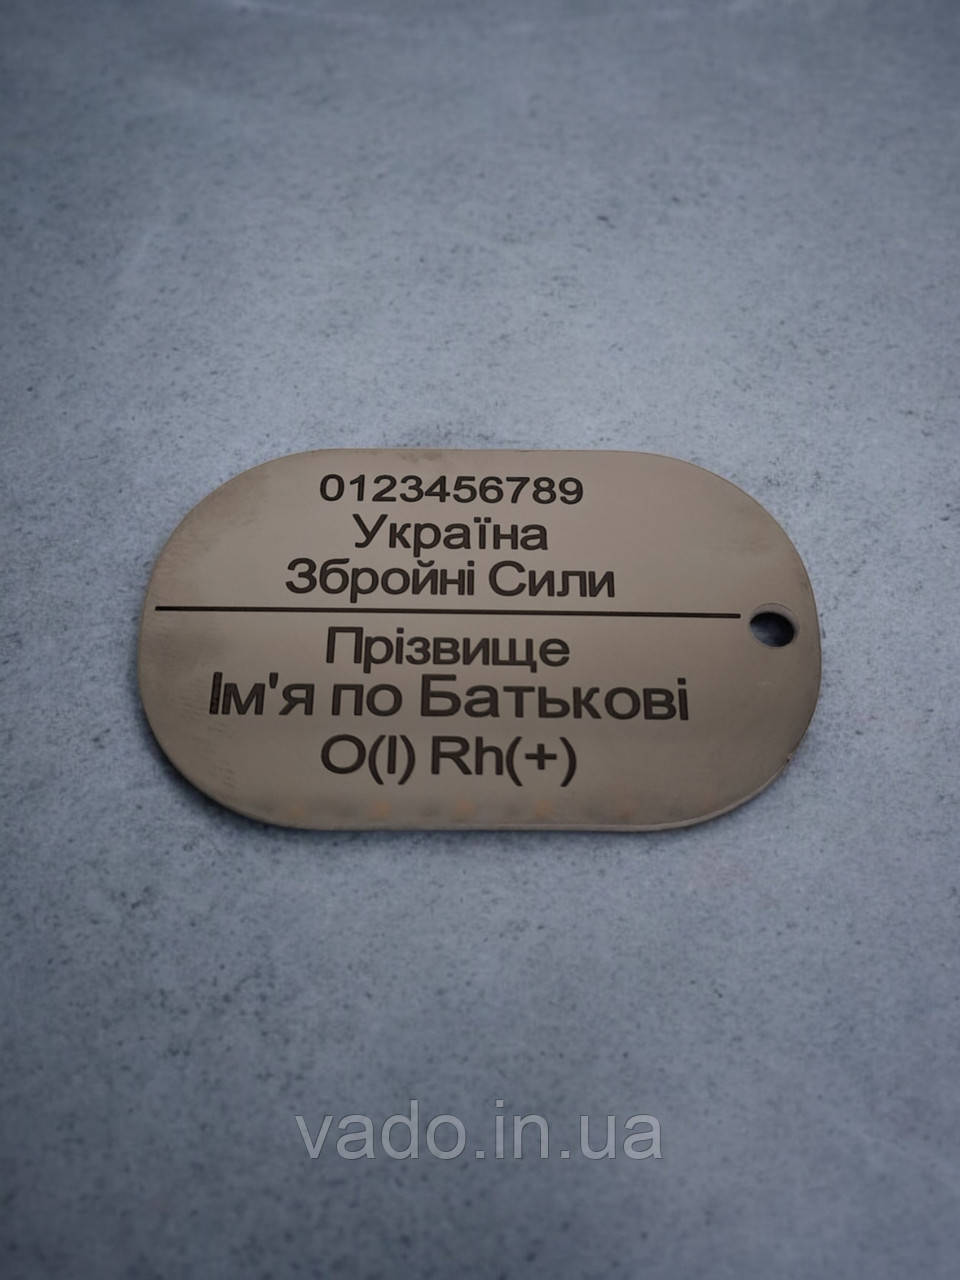 0123456789
Україна
Збройні Сили
Прізвище
Ім'я по Батькові
O(I) Rh(+)
vado.in.ua